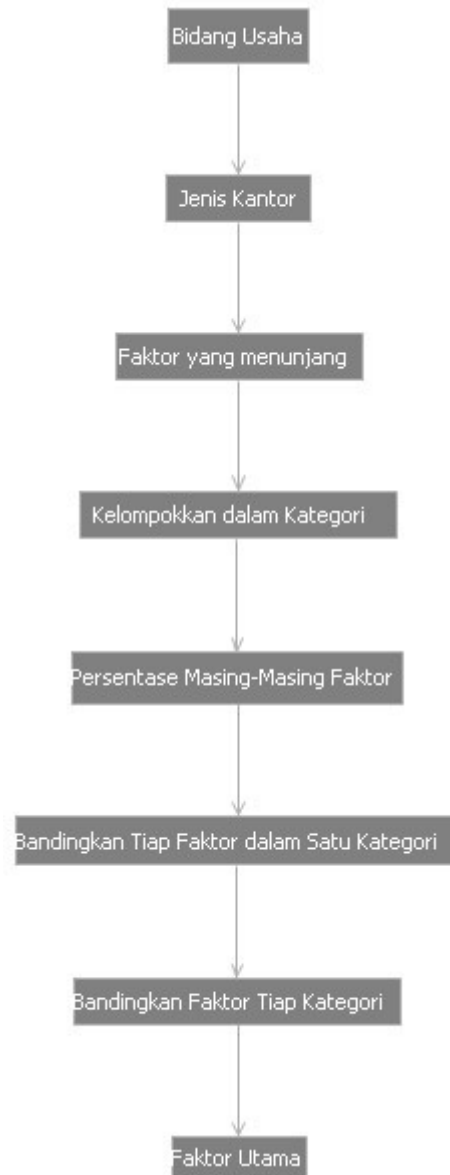 Bidang Usaha
Jenis Kantor
Faktor yang menunjang
Kelompokkan dalam Kategori
Persentase Masing-Masing Faktor
Bandingkan Tiap Faktor dalam Satu Kategori
Bandingkan Faktor Tiap Kategori
Faktor Utama